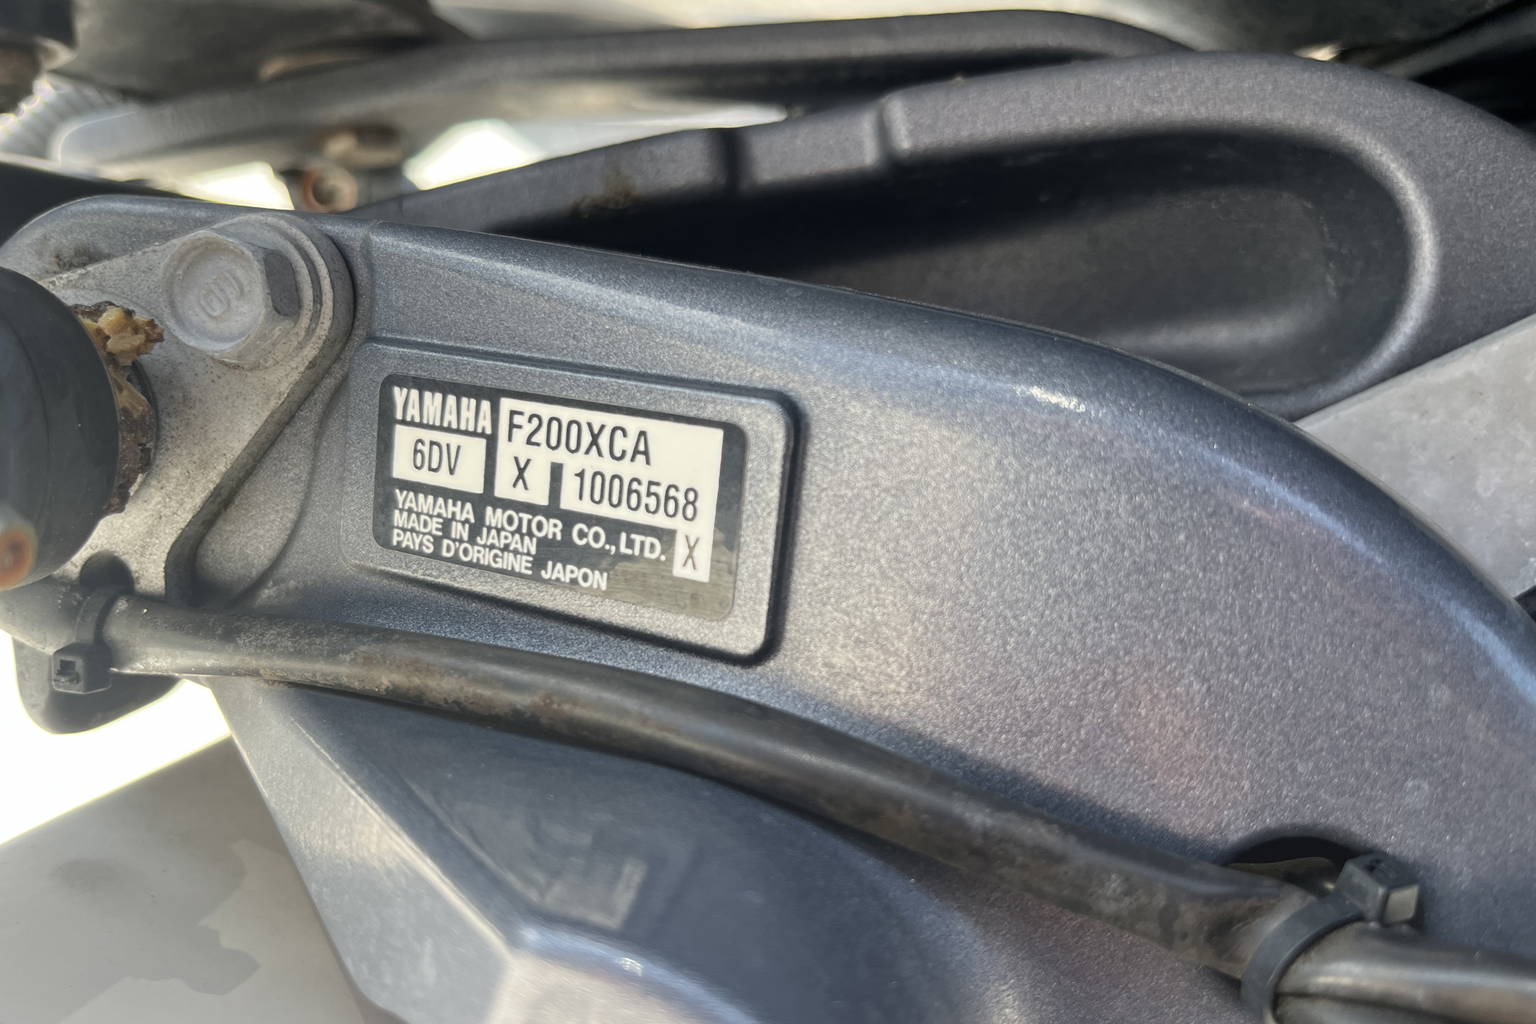 YAMAHA F200XCA
6DV X 1006568
YAMAHA MOTOR CO.,LTD. X
MADE IN JAPAN
PAYS D'ORIGINE JAPON